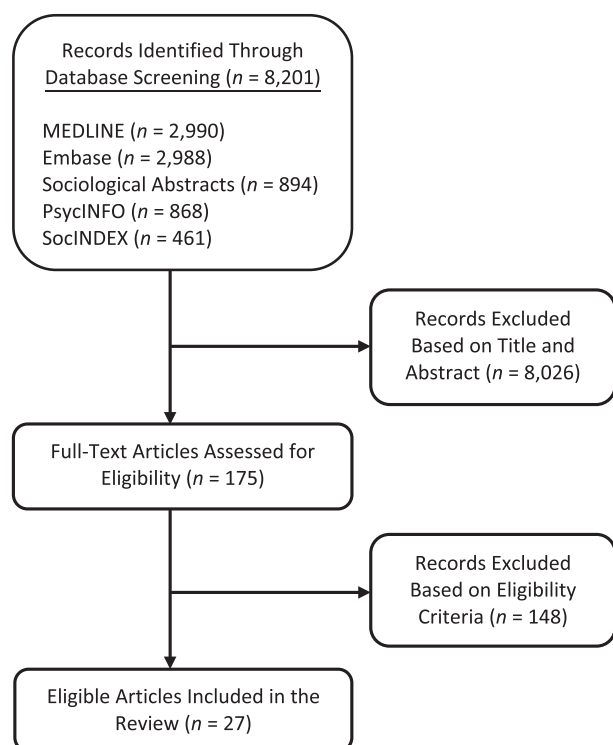 Records Identified Through
Database Screening (n = 8,201)
MEDLINE (n = 2,990)
Embase (n = 2,988)
Sociological Abstracts (n = 894)
PsycINFO (n = 868)
SocINDEX (n = 461)
Records Excluded
Based on Title and
Abstract (n = 8,026)
Full-Text Articles Assessed for
Eligibility (n = 175)
Records Excluded
Based on Eligibility
Criteria (n = 148)
Eligible Articles Included in the
Review (n = 27)